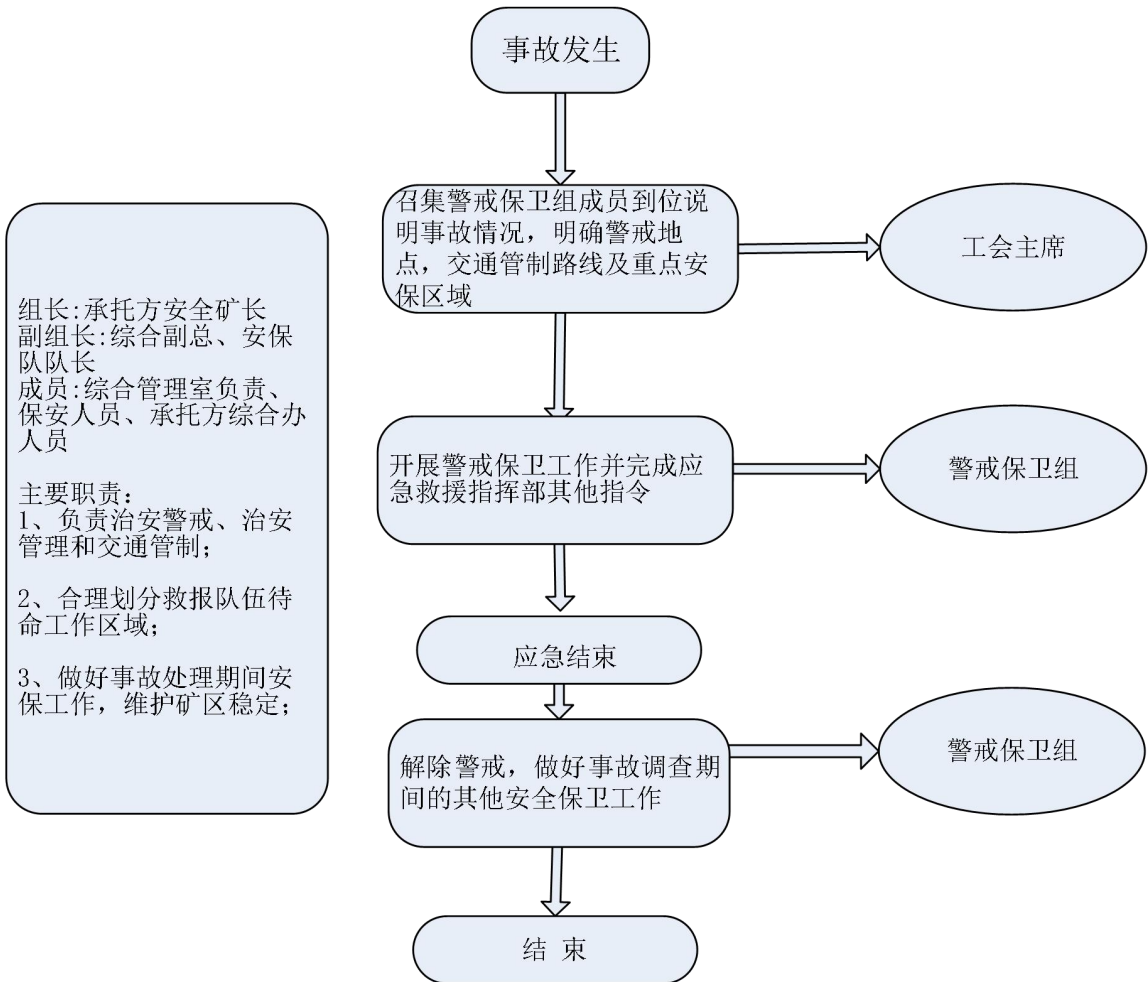 事故发生
召集警戒保卫组成员到位说
明事故情况，明确警戒地
点，交通管制路线及重点安
保区域
工会主席
组长:承托方安全矿长
副组长:综合副总、安保
队队长
成员:综合管理室负责、
保安人员、承托方综合办
人员
主要职责：
1、负责治安警戒、治安
管理和交通管制；
2、合理划分救报队伍待
命工作区域；
3、做好事故处理期间安
保工作，维护矿区稳定；
开展警戒保卫工作并完成应
急救援指挥部其他指令
警戒保卫组
应急结束
解除警戒，做好事故调查期
间的其他安全保卫工作
警戒保卫组
结 束